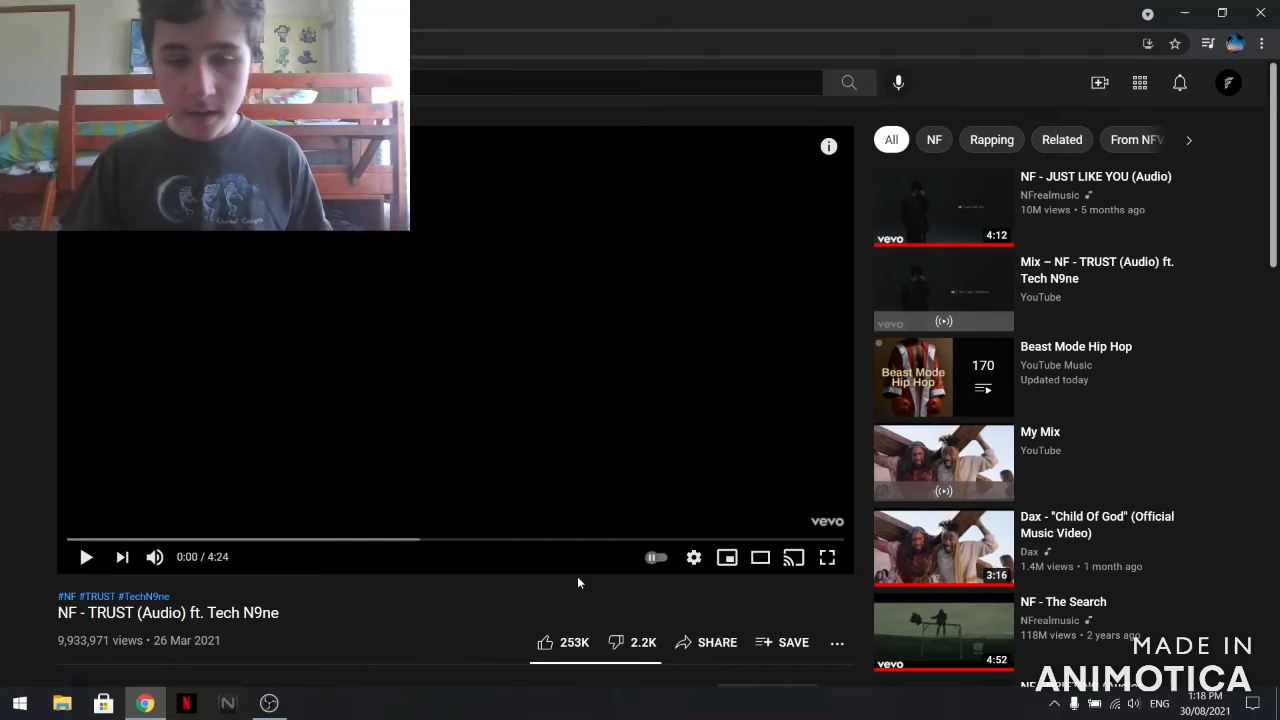 Grand Canyon
All
NF
Rapping
Related
From NFV
NF - JUST LIKE YOU (Audio)
NFrealmusic
10M views • 5 months ago
vevo
4:12
Mix – NF - TRUST (Audio) ft.
Tech N9ne
YouTube
vevo
Beast Mode
Hip Hop
170
Beast Mode Hip Hop
YouTube Music
Updated today
My Mix
YouTube
Dax - "Child Of God" (Official
Music Video)
Dax
1.4M views • 1 month ago
3:16
NF - The Search
NFrealmusic
118M views • 2 years ago
vevo
4:52
vevo
0:00 / 4:24
#NF #TRUST #TechN9ne
NF - TRUST (Audio) ft. Tech N9ne
9,933,971 views • 26 Mar 2021
253K
2.2K
SHARE
SAVE
MADE IN
ANIMOTICA
ENG
1:18 PM
30/08/2021